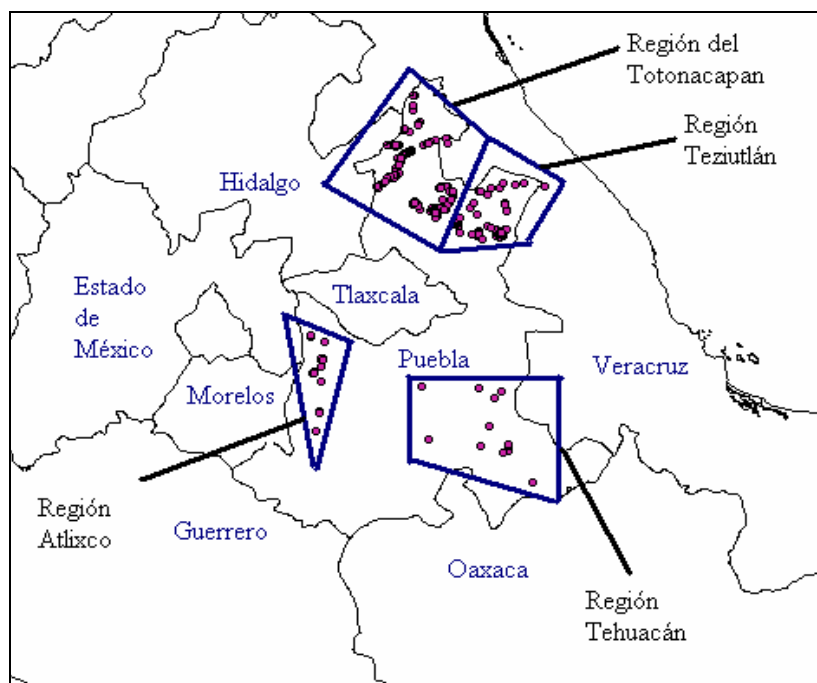 Región del
Totonacapan
Región
Teziutlán
Hidalgo
Estado
de
México
Tlaxcala
Puebla
Veracruz
Morelos
Región
Atlixco
Guerrero
Oaxaca
Región
Tehuacán